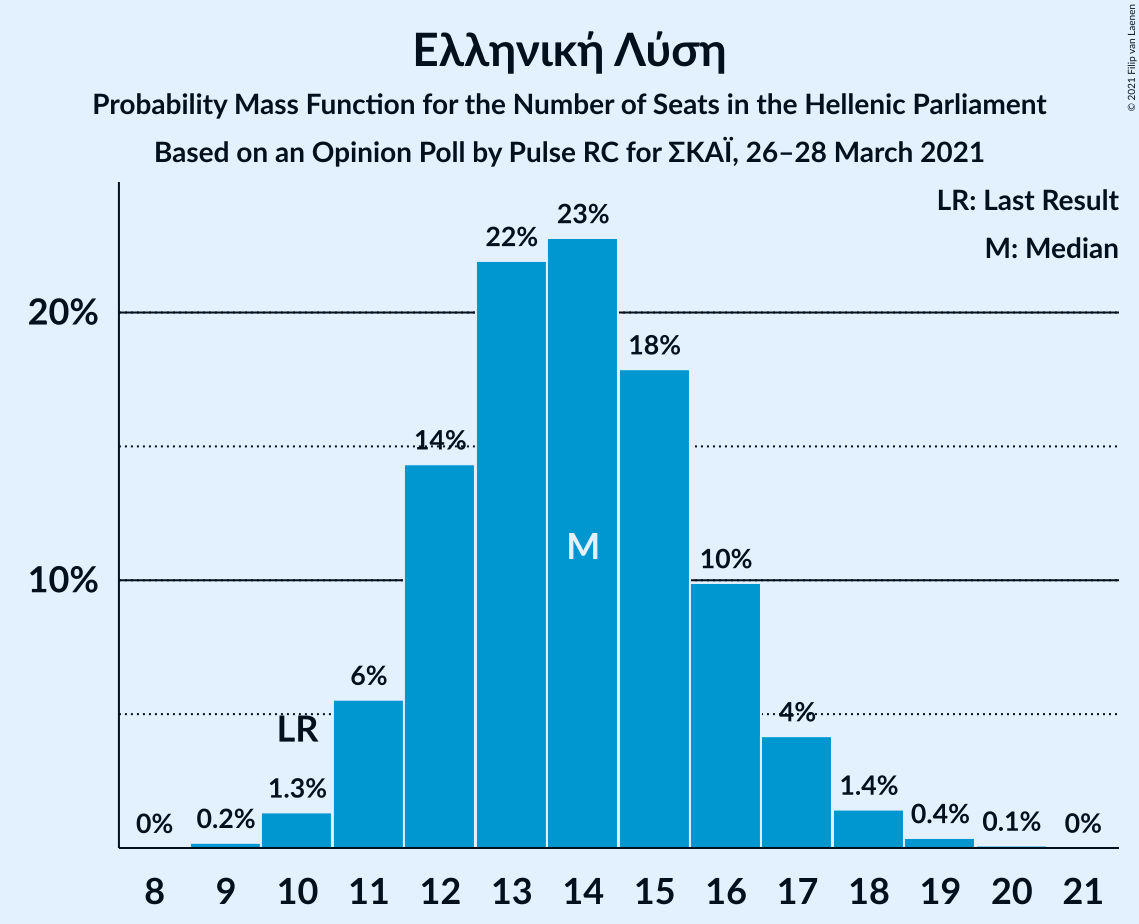 Ελληνική Λύση
Probability Mass Function for the Number of Seats in the Hellenic Parliament
Based on an Opinion Poll by Pulse RC for ΣΚΑΪ, 26–28 March 2021
© 2021 Filip van Laenen
LR: Last Result
M: Median
20%
10%
0%
0.2%
1.3%
LR
6%
14%
22%
23%
M
18%
10%
4%
1.4%
0.4%
0.1%
0%
8 9 10 11 12 13 14 15 16 17 18 19 20 21